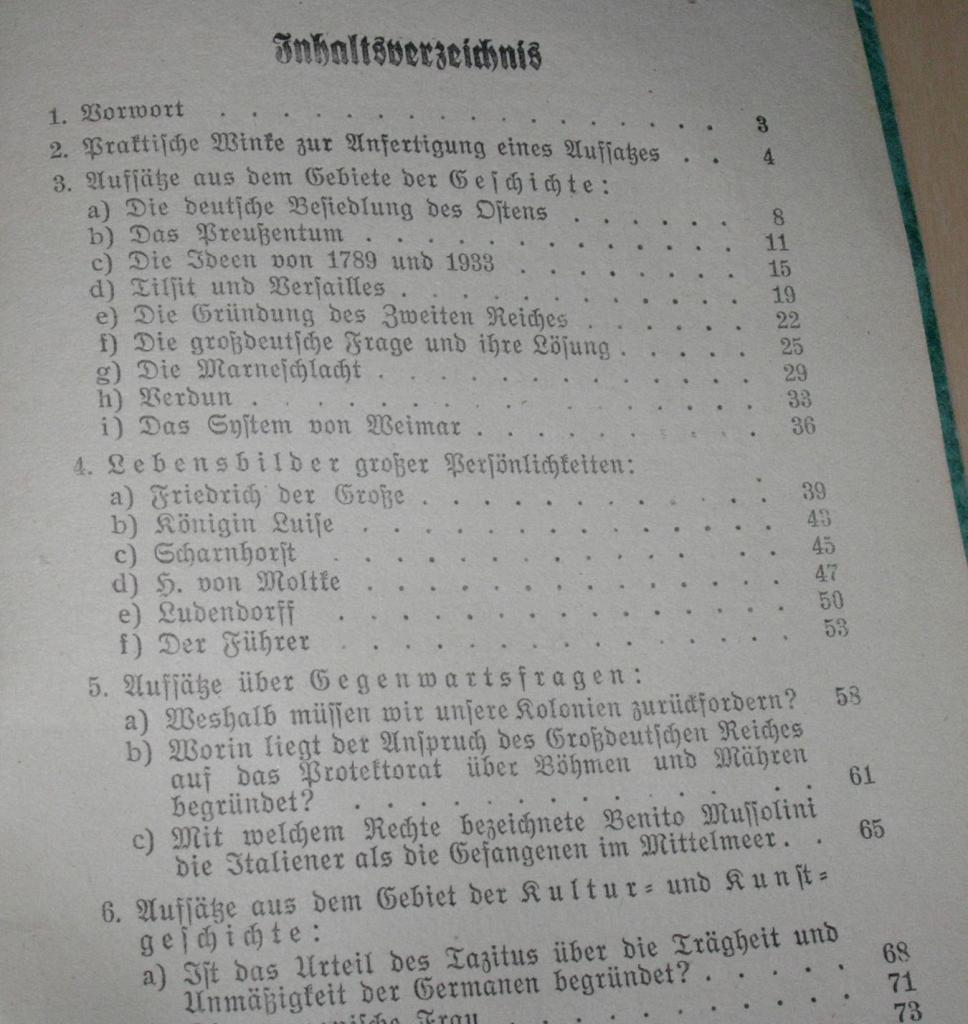 Inhaltsverzeichnis
1. Vorwort . . . . . . . . . . . . . . . . 3
2. Praktische Winke zur Anfertigung eines Aufsatzes . . 4
3. Aufsätze aus dem Gebiete der Geschichte:
a) Die deutsche Besiedlung des Ostens . . . . . . 8
b) Das Preußentum . . . . . . . . . . . . . 11
c) Die Ideen von 1789 und 1933 . . . . . . . . 15
d) Tilsit und Versailles . . . . . . . . . . . . 19
e) Die Gründung des Zweiten Reiches . . . . . . 22
f) Die großdeutsche Frage und ihre Lösung . . . . . 25
g) Die Marneschlacht . . . . . . . . . . . . 29
h) Verdun . . . . . . . . . . . . . . . 33
i) Das System von Weimar . . . . . . . . . . 36
4. Lebensbilder großer Persönlichkeiten:
a) Friedrich der Große . . . . . . . . . . . 39
b) Königin Luise . . . . . . . . . . . . . 43
c) Scharnhorst . . . . . . . . . . . . . . 45
d) H. von Moltke . . . . . . . . . . . . . 47
e) Ludendorff . . . . . . . . . . . . . . 50
f) Der Führer . . . . . . . . . . . . . . 53
5. Aufsätze über Gegenwartsfragen:
a) Weshalb müssen wir unsere Kolonien zurückfordern? 58
b) Worin liegt der Anspruch des Großdeutschen Reiches
auf das Protektorat über Böhmen und Mähren
begründet? . . . . . . . . . . . . . . 61
c) Mit welchem Rechte bezeichnete Benito Mussolini
die Italiener als die Gefangenen im Mittelmeer. . 65
6. Aufsätze aus dem Gebiet der Kultur- und Kunst-
geschichte:
a) Ist das Urteil des Tazitus über die Trägheit und
Unmäßigkeit der Germanen begründet? . . . . . 68
Frau . . . . . . . . . . . 71
73